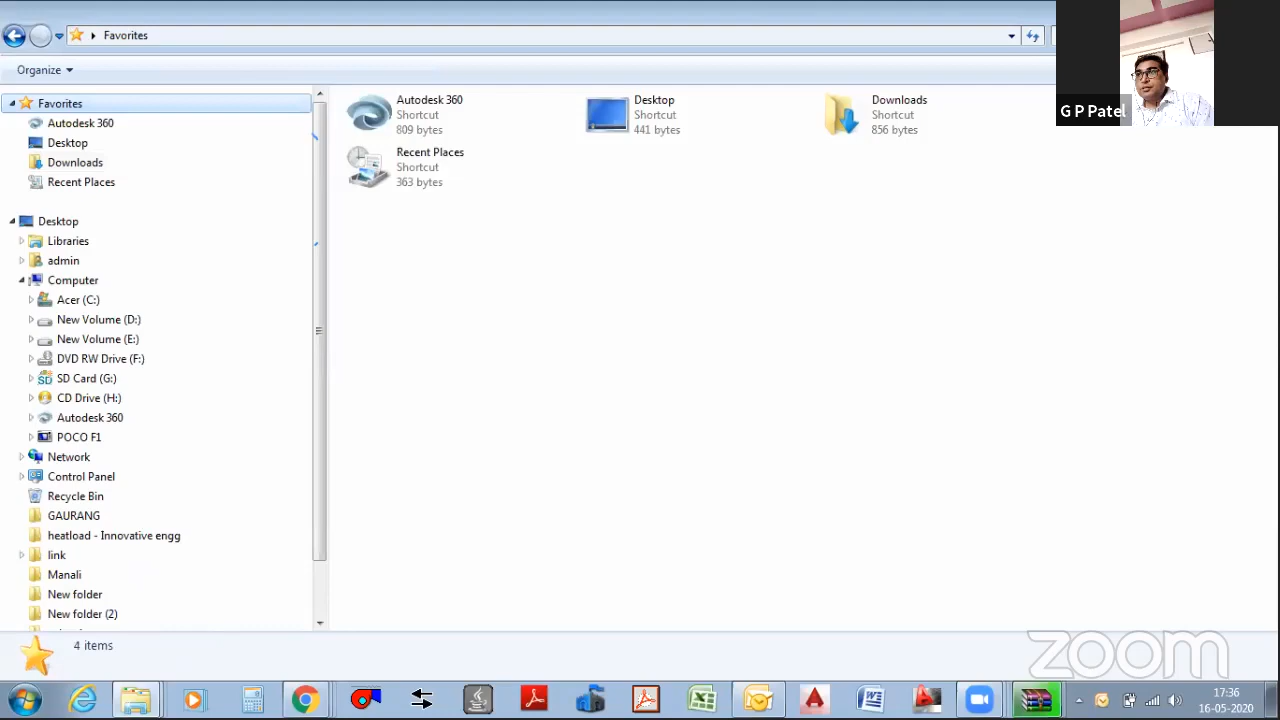 Favorites
Organize
Favorites
Autodesk 360
Desktop
Downloads
Recent Places
Desktop
Libraries
admin
Computer
Acer (C:)
New Volume (D:)
New Volume (E:)
DVD RW Drive (F:)
SD Card (G:)
CD Drive (H:)
Autodesk 360
POCO F1
Network
Control Panel
Recycle Bin
GAURANG
heatload - Innovative engg
link
Manali
New folder
New folder (2)
Autodesk 360
Shortcut
809 bytes
Desktop
Shortcut
441 bytes
Downloads
Shortcut
856 bytes
Recent Places
Shortcut
363 bytes
G P Patel
4 items
zoom
17:36
16-05-2020